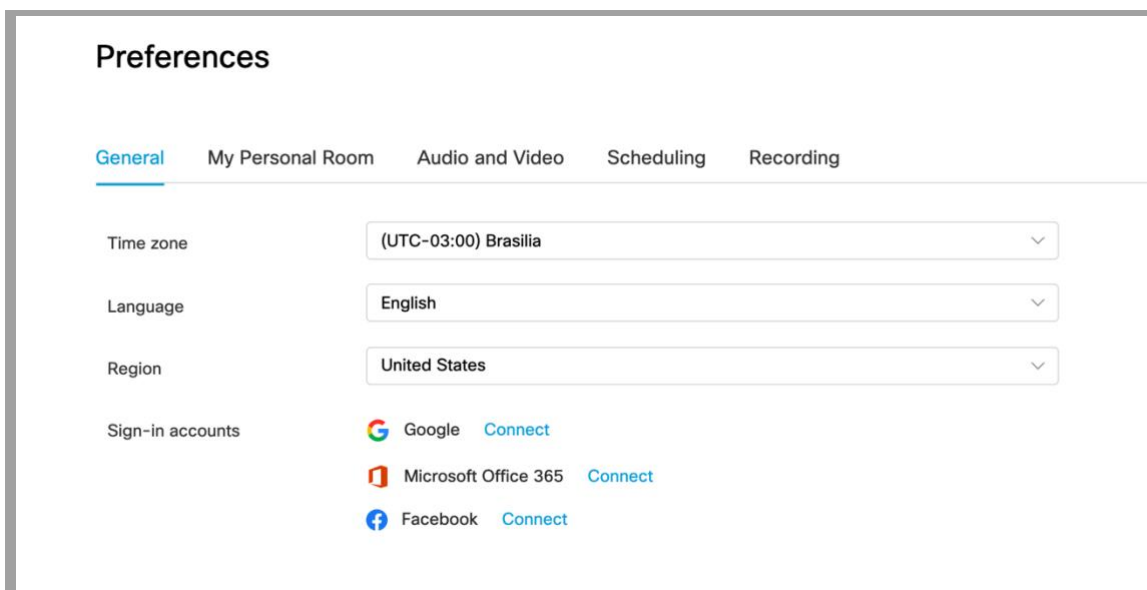 Preferences
General My Personal Room Audio and Video Scheduling Recording
Time zone (UTC-03:00) Brasilia
Language English
Region United States
Sign-in accounts Google Connect
Microsoft Office 365 Connect
Facebook Connect